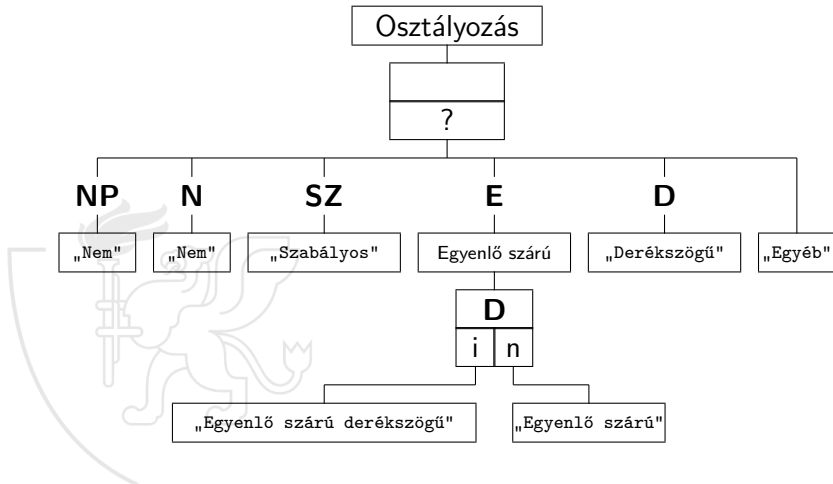 Osztályozás
?
NP N SZ E D
„Nem" „Nem" „Szabályos" Egyenlő szárú „Derékszögű" „Egyéb"
D
i n
„Egyenlő szárú derékszögű" „Egyenlő szárú"